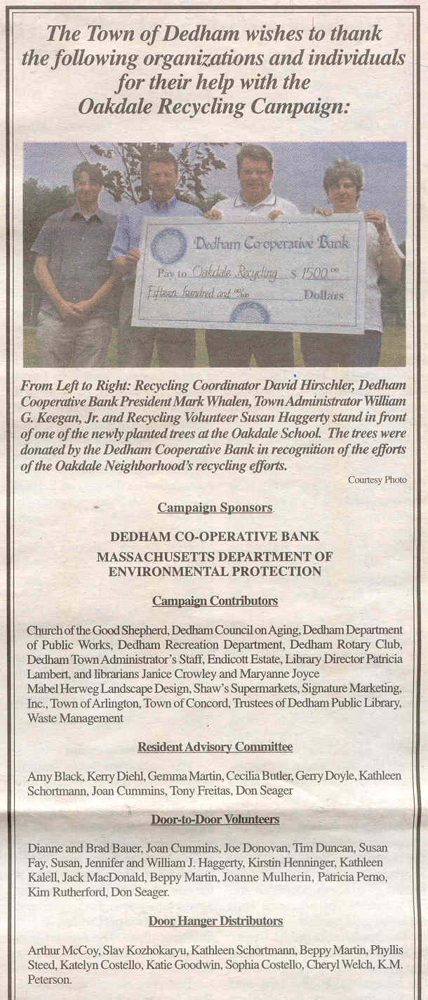 The Town of Dedham wishes to thank
the following organizations and individuals
for their help with the
Oakdale Recycling Campaign:
Dedham Co-operative Bank
Pay to Oakdale Recycling $ 1500.00
Fifteen hundred and 00/100 Dollars
From Left to Right: Recycling Coordinator David Hirschler, Dedham
Cooperative Bank President Mark Whalen, Town Administrator William
G. Keegan, Jr. and Recycling Volunteer Susan Haggerty stand in front
of one of the newly planted trees at the Oakdale School. The trees were
donated by the Dedham Cooperative Bank in recognition of the efforts
of the Oakdale Neighborhood's recycling efforts.
Courtesy Photo
Campaign Sponsors
DEDHAM CO-OPERATIVE BANK
MASSACHUSETTS DEPARTMENT OF
ENVIRONMENTAL PROTECTION
Campaign Contributors
Church of the Good Shepherd, Dedham Council on Aging, Dedham Department
of Public Works, Dedham Recreation Department, Dedham Rotary Club,
Dedham Town Administrator's Staff, Endicott Estate, Library Director Patricia
Lambert, and librarians Janice Crowley and Maryanne Joyce
Mabel Herweg Landscape Design, Shaw's Supermarkets, Signature Marketing,
Inc., Town of Arlington, Town of Concord, Trustees of Dedham Public Library,
Waste Management
Resident Advisory Committee
Amy Black, Kerry Diehl, Gemma Martin, Cecilia Butler, Gerry Doyle, Kathleen
Schortmann, Joan Cummins, Tony Freitas, Don Seager
Door-to-Door Volunteers
Dianne and Brad Bauer, Joan Cummins, Joe Donovan, Tim Duncan, Susan
Fay, Susan, Jennifer and William J. Haggerty, Kirstin Henninger, Kathleen
Kalell, Jack MacDonald, Beppy Martin, Joanne Mulherin, Patricia Perno,
Kim Rutherford, Don Seager.
Door Hanger Distributors
Arthur McCoy, Slav Kozhokaryu, Kathleen Schortmann, Beppy Martin, Phyllis
Steed, Katelyn Costello, Katie Goodwin, Sophia Costello, Cheryl Welch, K.M.
Peterson.